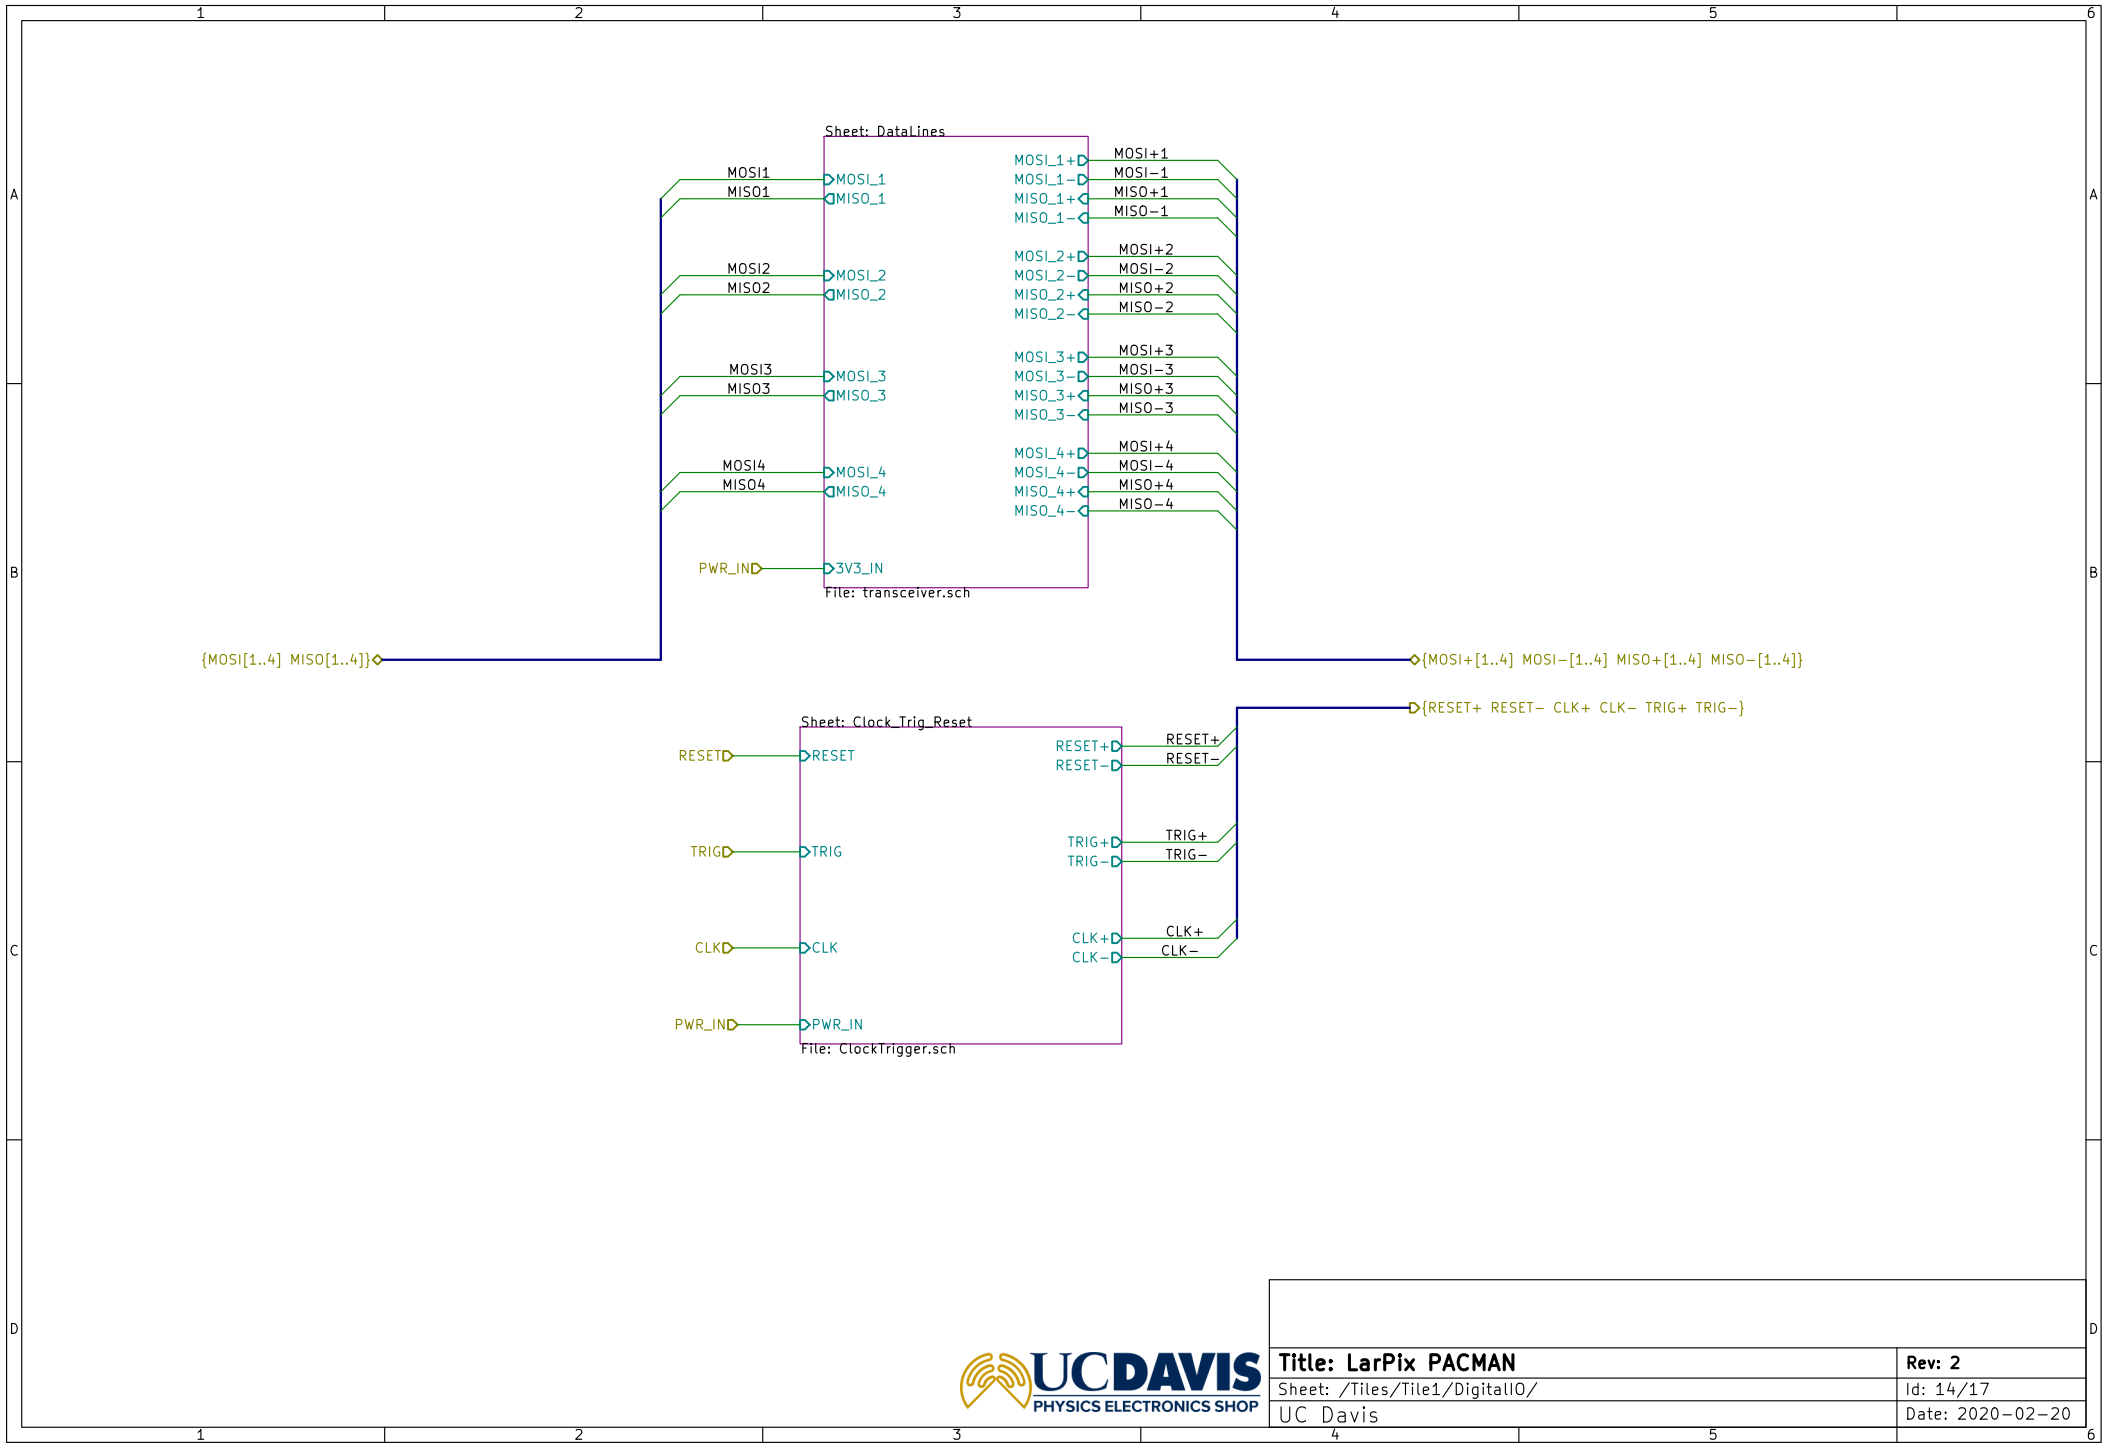 1 2 3 4 5 6
A A
B B
C C
D D
Sheet: DataLines
MOSI1 MOSI_1
MISO1 MISO_1
MOSI2 MOSI_2
MISO2 MISO_2
MOSI3 MOSI_3
MISO3 MISO_3
MOSI4 MOSI_4
MISO4 MISO_4
PWR_IN 3V3_IN
MOSI_1+ MOSI+1
MOSI_1- MOSI-1
MISO_1+ MISO+1
MISO_1- MISO-1
MOSI_2+ MOSI+2
MOSI_2- MOSI-2
MISO_2+ MISO+2
MISO_2- MISO-2
MOSI_3+ MOSI+3
MOSI_3- MOSI-3
MISO_3+ MISO+3
MISO_3- MISO-3
MOSI_4+ MOSI+4
MOSI_4- MOSI-4
MISO_4+ MISO+4
MISO_4- MISO-4
File: transceiver.sch
{MOSI[1..4] MISO[1..4]}
{MOSI+[1..4] MOSI-[1..4] MISO+[1..4] MISO-[1..4]}
{RESET+ RESET- CLK+ CLK- TRIG+ TRIG-}
Sheet: Clock_Trig_Reset
RESET RESET
TRIG TRIG
CLK CLK
PWR_IN PWR_IN
RESET+ RESET+
RESET- RESET-
TRIG+ TRIG+
TRIG- TRIG-
CLK+ CLK+
CLK- CLK-
File: ClockTrigger.sch
UCDAVIS
PHYSICS ELECTRONICS SHOP
Title: LarPix PACMAN
Rev: 2
Sheet: /Tiles/Tile1/DigitalIO/
Id: 14/17
UC Davis
Date: 2020-02-20
1 2 3 4 5 6